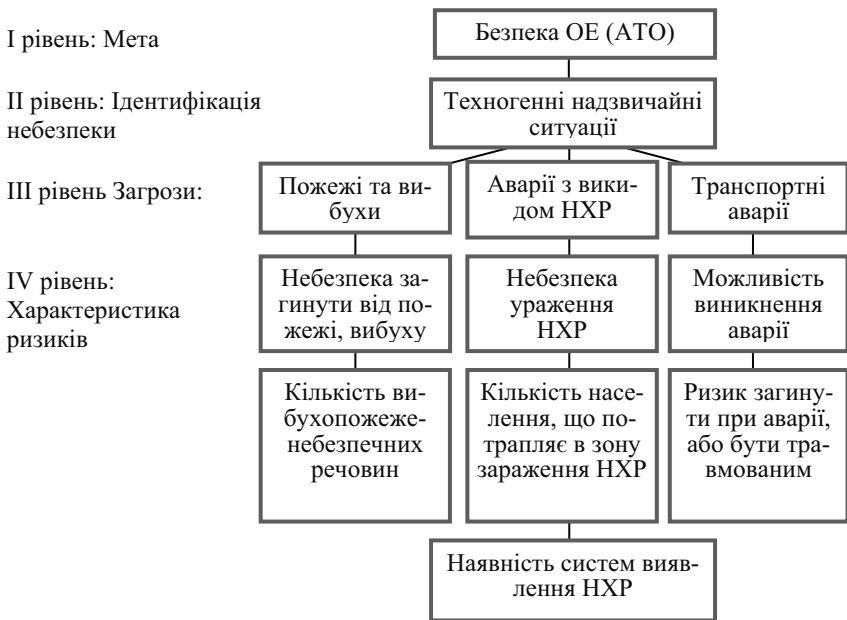 І рівень: Мета
Безпека ОЕ (АТО)
ІІ рівень: Ідентифікація
небезпеки
Техногенні надзвичайні
ситуації
ІІІ рівень Загрози:
Пожежі та ви-
бухи
Аварії з вики-
дом НХР
Транспортні
аварії
IV рівень:
Характеристика
ризиків
Небезпека за-
гинути від по-
жежі, вибуху
Небезпека
ураження
НХР
Можливість
виникнення
аварії
Кількість ви-
бухопожеже-
небезпечних
речовин
Кількість насе-
лення, що по-
трапляє в зону
зараження НХР
Ризик загину-
ти при аварії,
або бути тра-
вмованим
Наявність систем вияв-
лення НХР